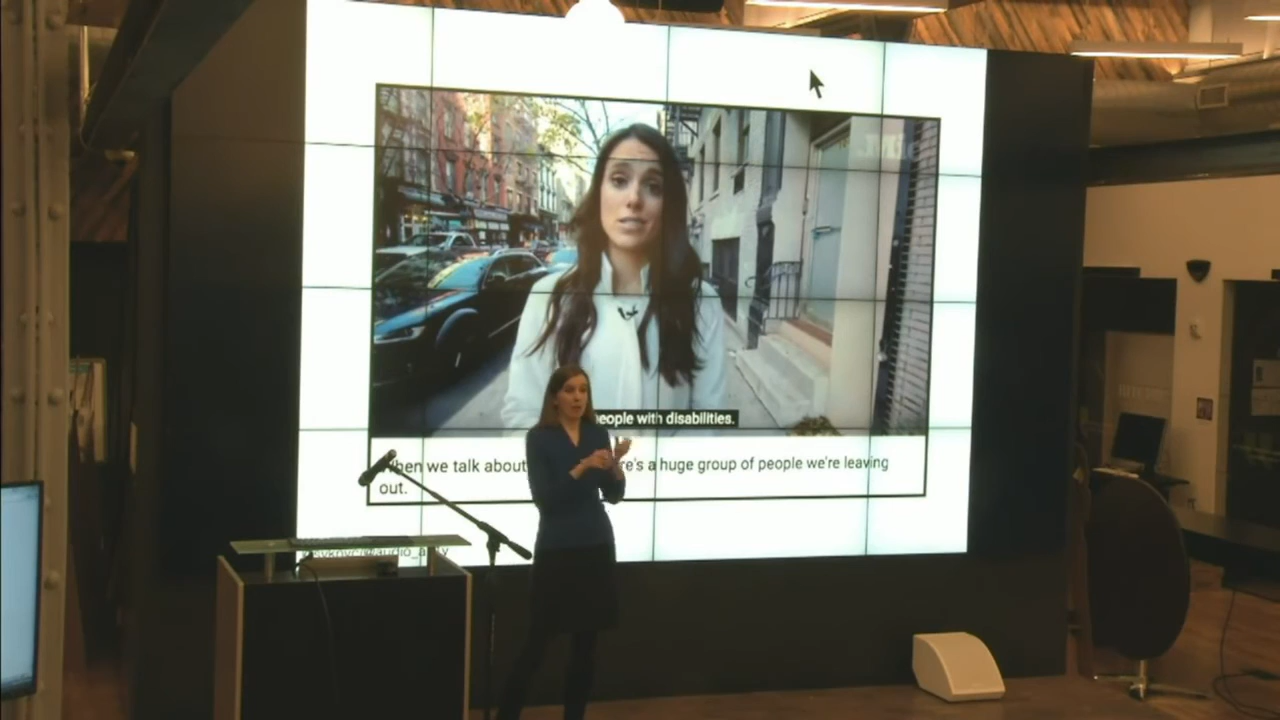 people with disabilities.
When we talk about re's a huge group of people we're leaving
out.